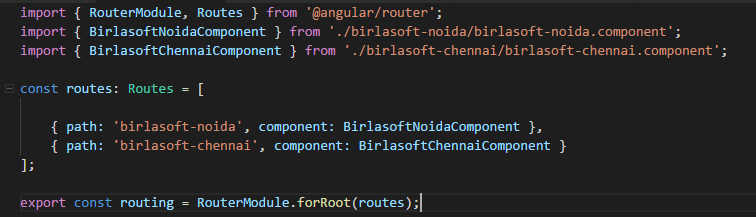 import { RouterModule, Routes } from '@angular/router';
import { BirlasoftNoidaComponent } from './birlasoft-noida/birlasoft-noida.component';
import { BirlasoftChennaiComponent } from './birlasoft-chennai/birlasoft-chennai.component';
const routes: Routes = [
{ path: 'birlasoft-noida', component: BirlasoftNoidaComponent },
{ path: 'birlasoft-chennai', component: BirlasoftChennaiComponent }
];
export const routing = RouterModule.forRoot(routes);